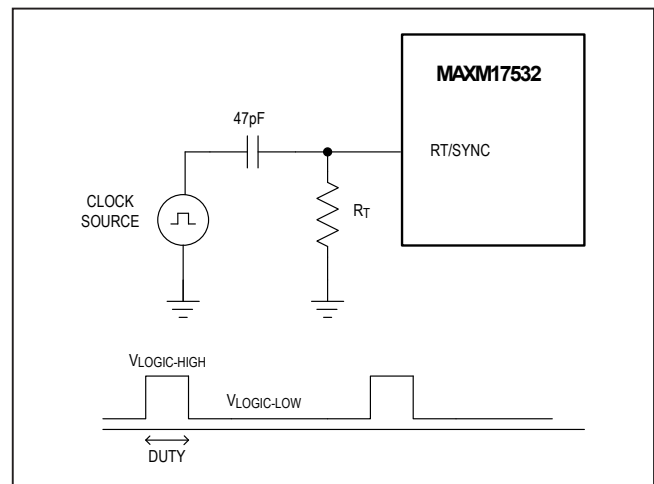 MAXM17532
47pF
RT/SYNC
CLOCK
SOURCE
RT
VLOGIC-HIGH
VLOGIC-LOW
DUTY